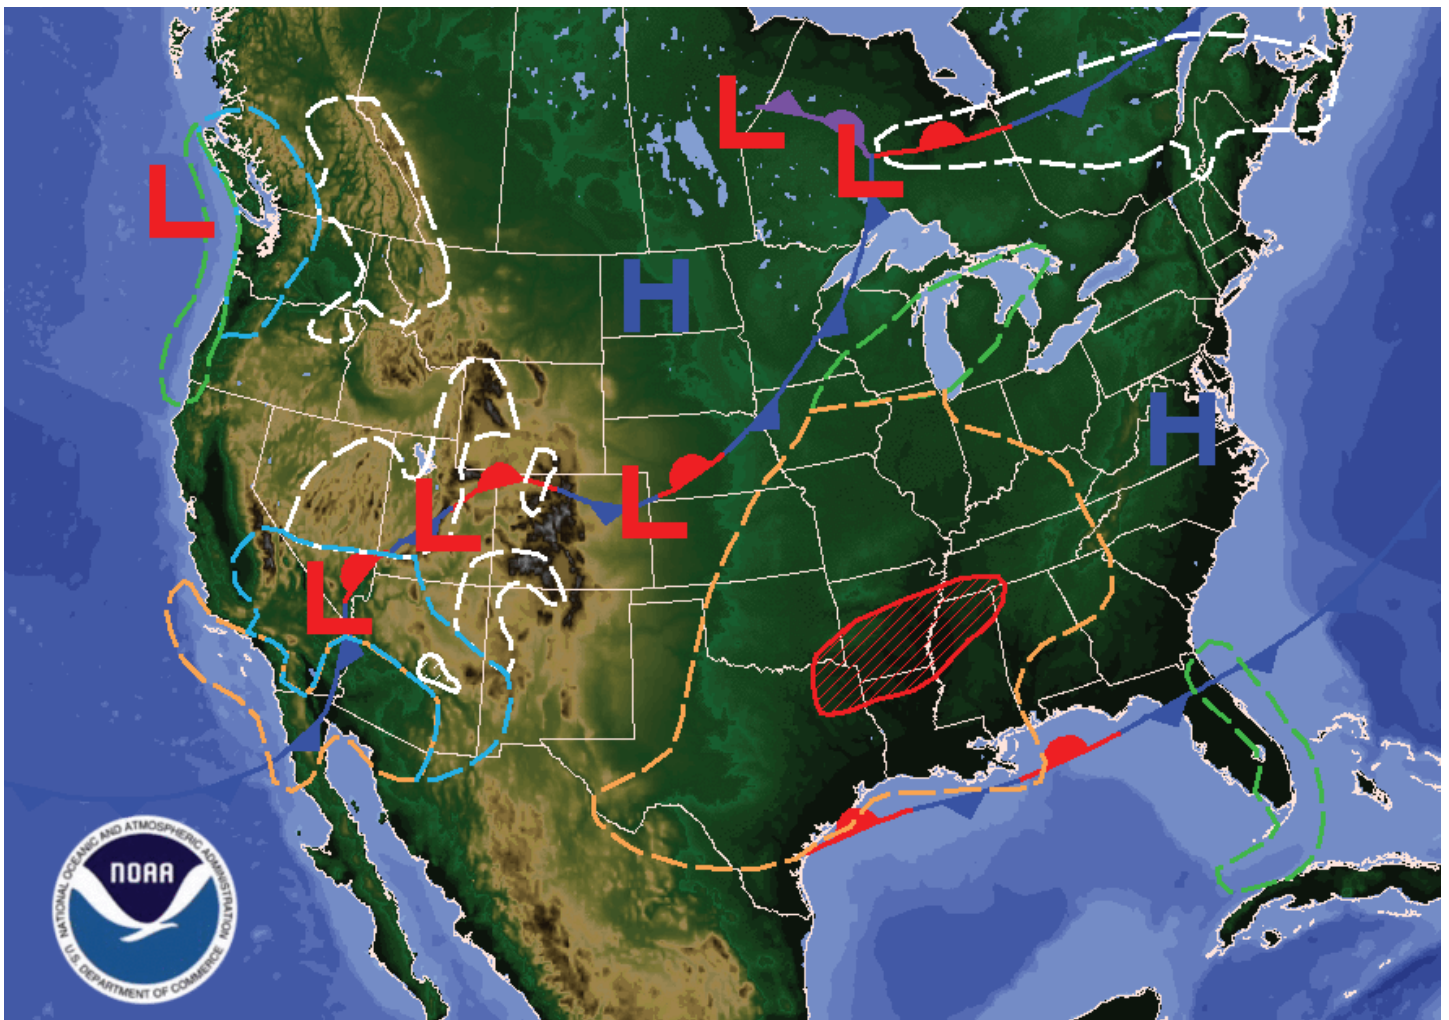 L
L
L
H
H
L
L
L
NATIONAL OCEANIC AND ATMOSPHERIC ADMINISTRATION
NOAA
U.S. DEPARTMENT OF COMMERCE